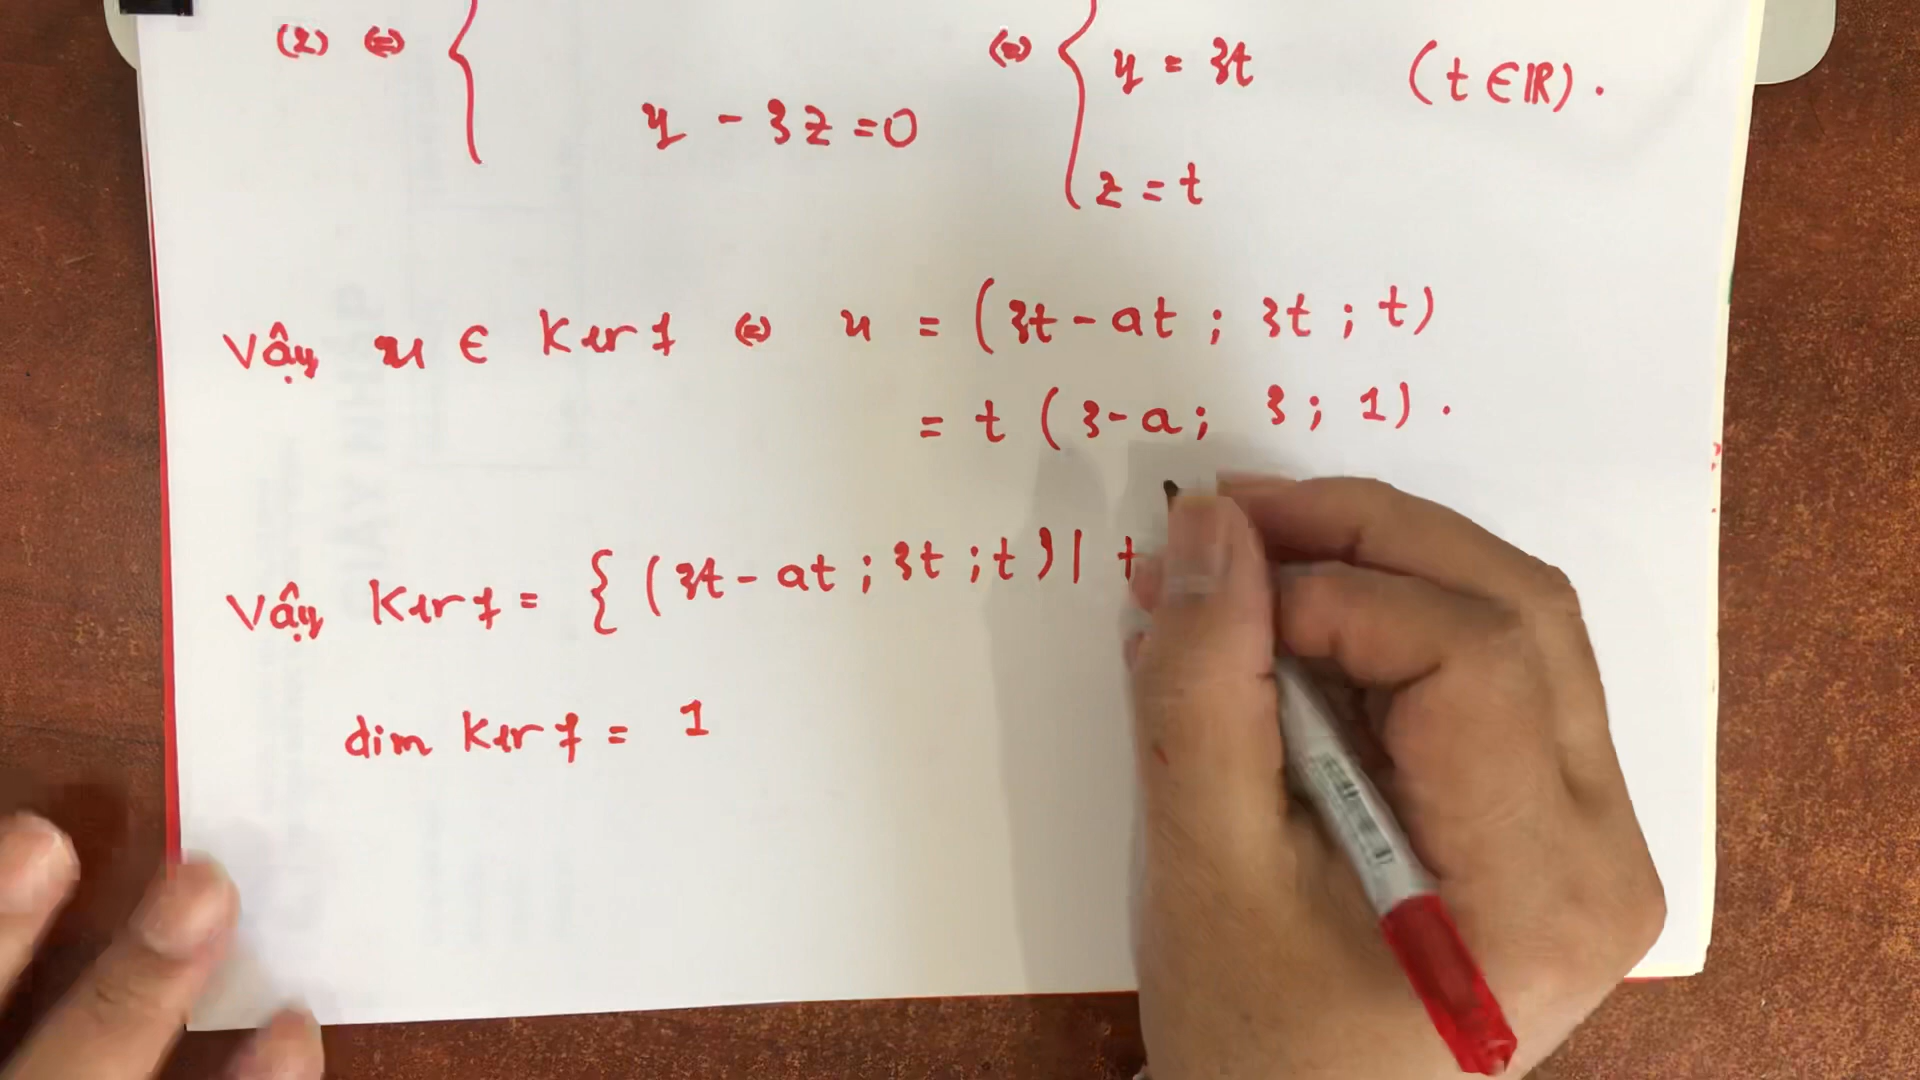 (2) ⇔ { ⇔ { y = 3t (t ∈ ℝ).
y - 3z = 0
z = t
Vậy u ∈ Ker f ⇔ u = (3t - at ; 3t ; t)
= t (3 - a ; 3 ; 1).
Vậy Ker f = { (3t - at ; 3t ; t) | t
dim Ker f = 1